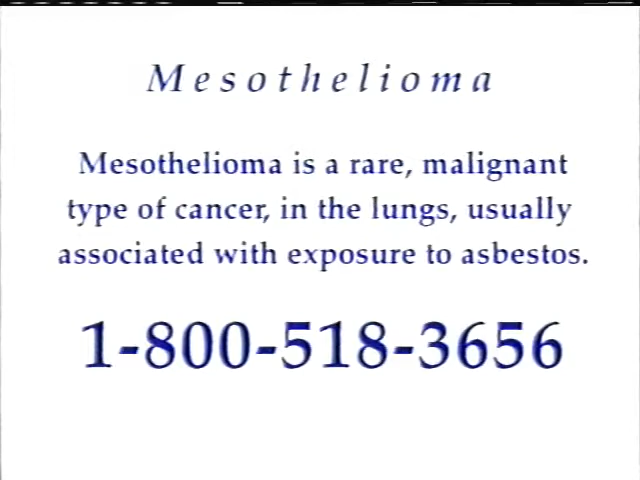 Mesothelioma
Mesothelioma is a rare, malignant
type of cancer, in the lungs, usually
associated with exposure to asbestos.
1-800-518-3656